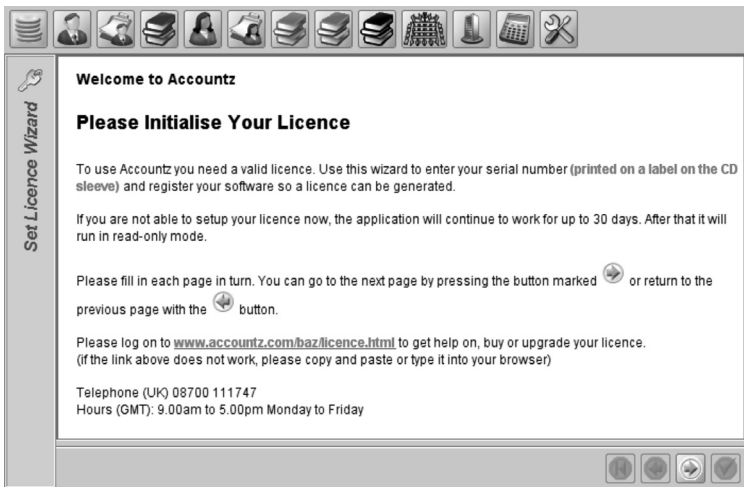 Welcome to Accountz
Please Initialise Your Licence
To use Accountz you need a valid licence. Use this wizard to enter your serial number (printed on a label on the CD
sleeve) and register your software so a licence can be generated.
If you are not able to setup your licence now, the application will continue to work for up to 30 days. After that it will
run in read-only mode.
Please fill in each page in turn. You can go to the next page by pressing the button marked or return to the
previous page with the button.
Please log on to www.accountz.com/baz/licence.html to get help on, buy or upgrade your licence.
(if the link above does not work, please copy and paste or type it into your browser)
Telephone (UK) 08700 111747
Hours (GMT): 9.00am to 5.00pm Monday to Friday
Set Licence Wizard